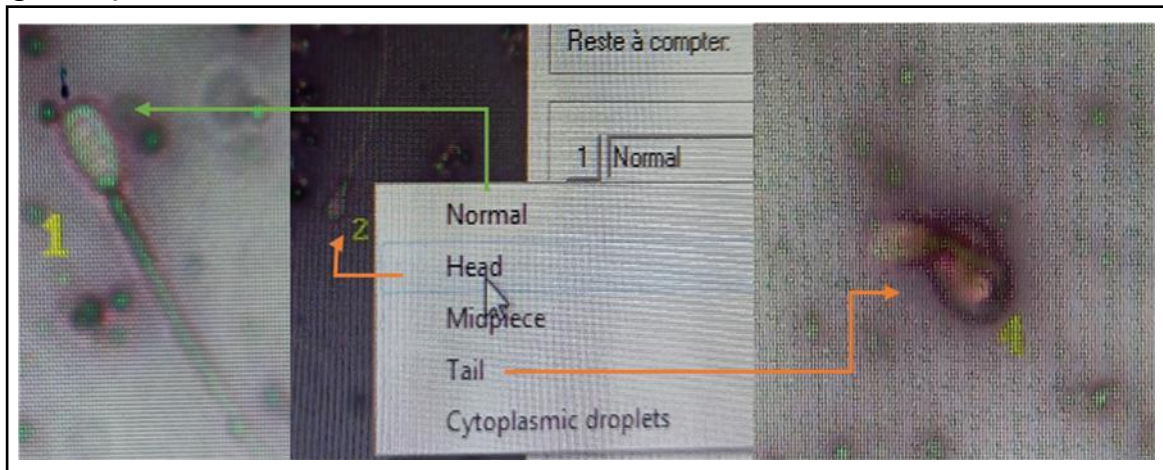 1
2
Reste à compter:
1 Normal
Normal
Head
Midpiece
Tail
Cytoplasmic droplets